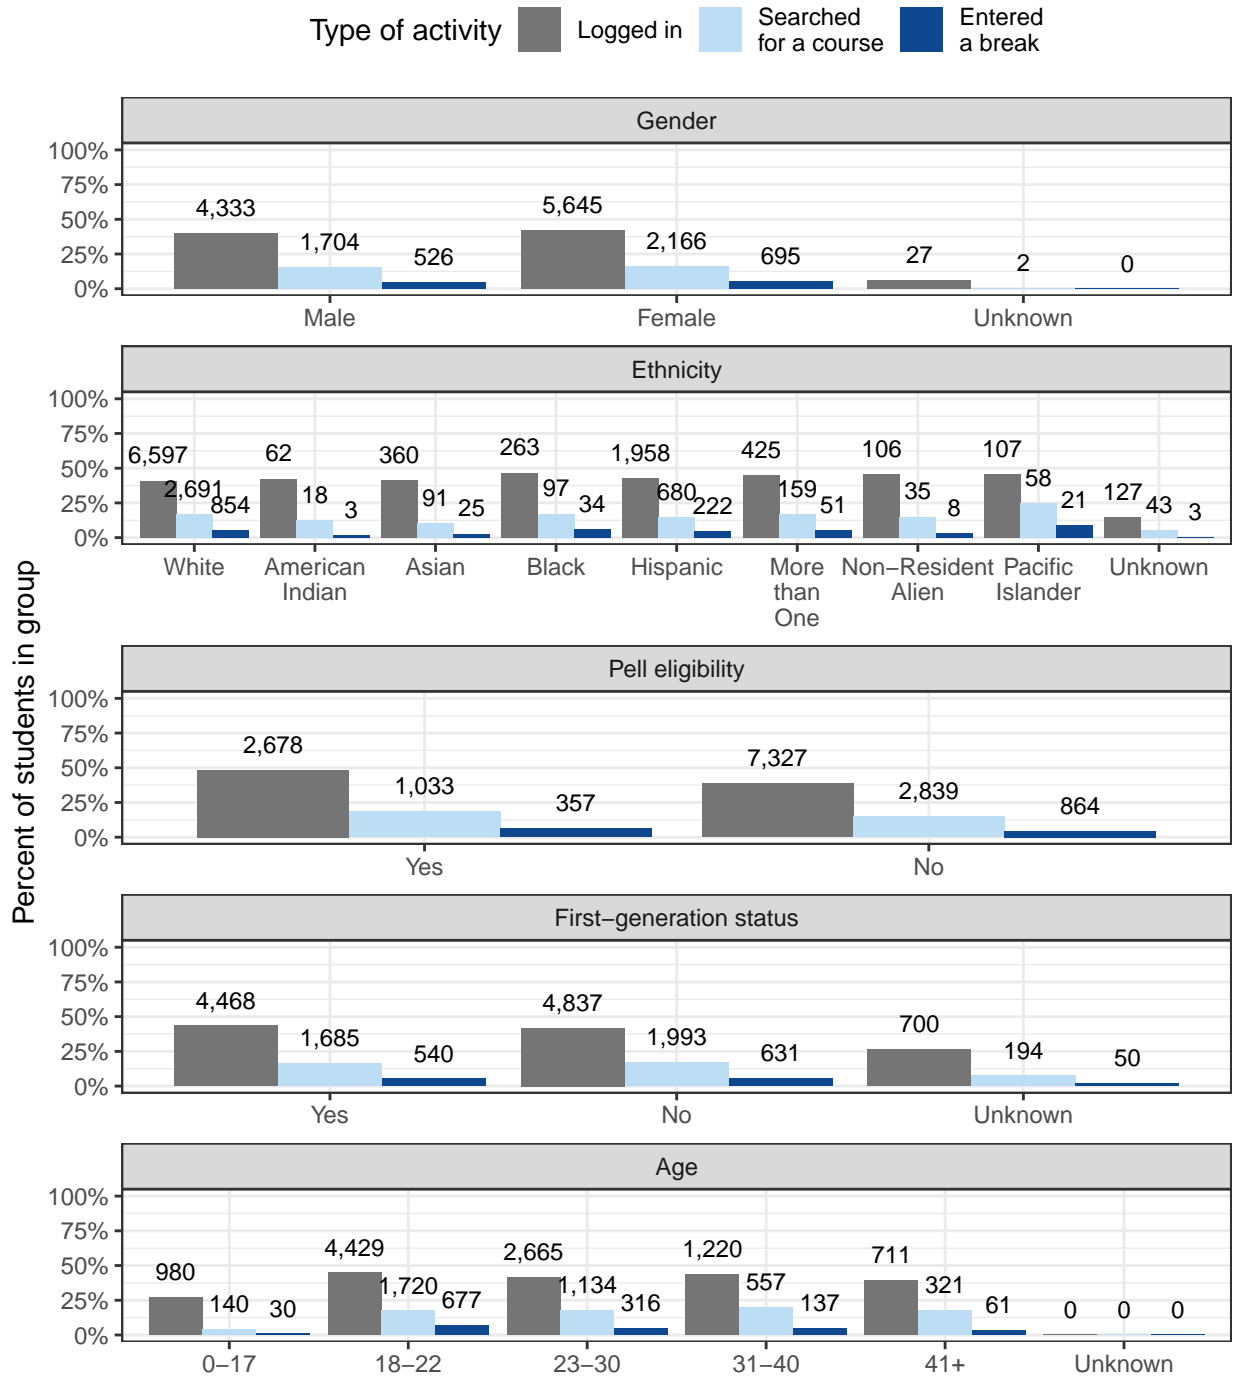 Type of activity
Logged in
Searched
for a course
Entered
a break
Percent of students in group
Gender
100%
75%
50%
25%
0%
4,333
1,704
526
5,645
2,166
695
27
2
0
Male
Female
Unknown
Ethnicity
100%
75%
50%
25%
0%
6,597
2,691
854
62
18
3
360
91
25
263
97
34
1,958
680
222
425
159
51
106
35
8
107
58
21
127
43
3
White
American
Indian
Asian
Black
Hispanic
More
than
One
Non−Resident
Alien
Pacific
Islander
Unknown
Pell eligibility
100%
75%
50%
25%
0%
2,678
1,033
357
7,327
2,839
864
Yes
No
First−generation status
100%
75%
50%
25%
0%
4,468
1,685
540
4,837
1,993
631
700
194
50
Yes
No
Unknown
Age
100%
75%
50%
25%
0%
980
140
30
4,429
1,720
677
2,665
1,134
316
1,220
557
137
711
321
61
0
0
0
0−17
18−22
23−30
31−40
41+
Unknown